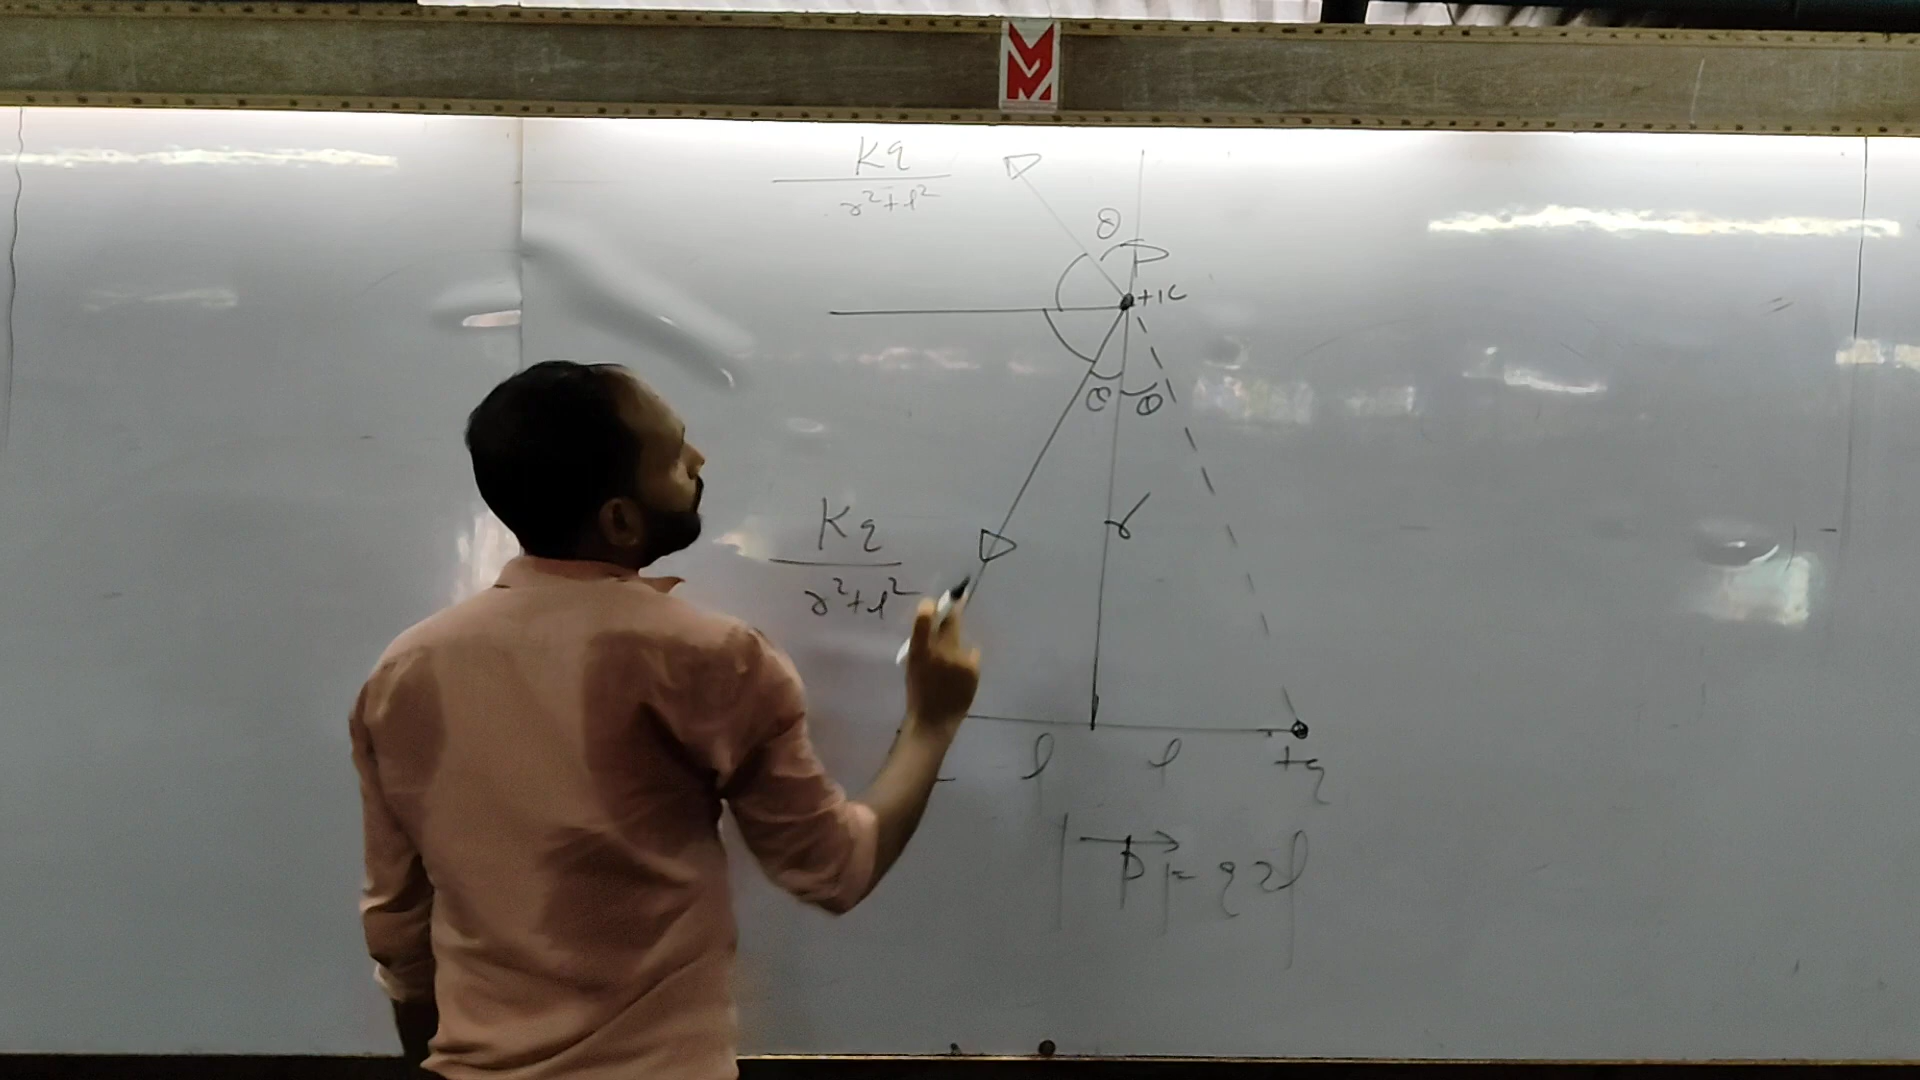 Kq
r²+l²
θ
+1C
θ θ
r
Kq
r²+l²
l l +q
|p⃗| = q2l